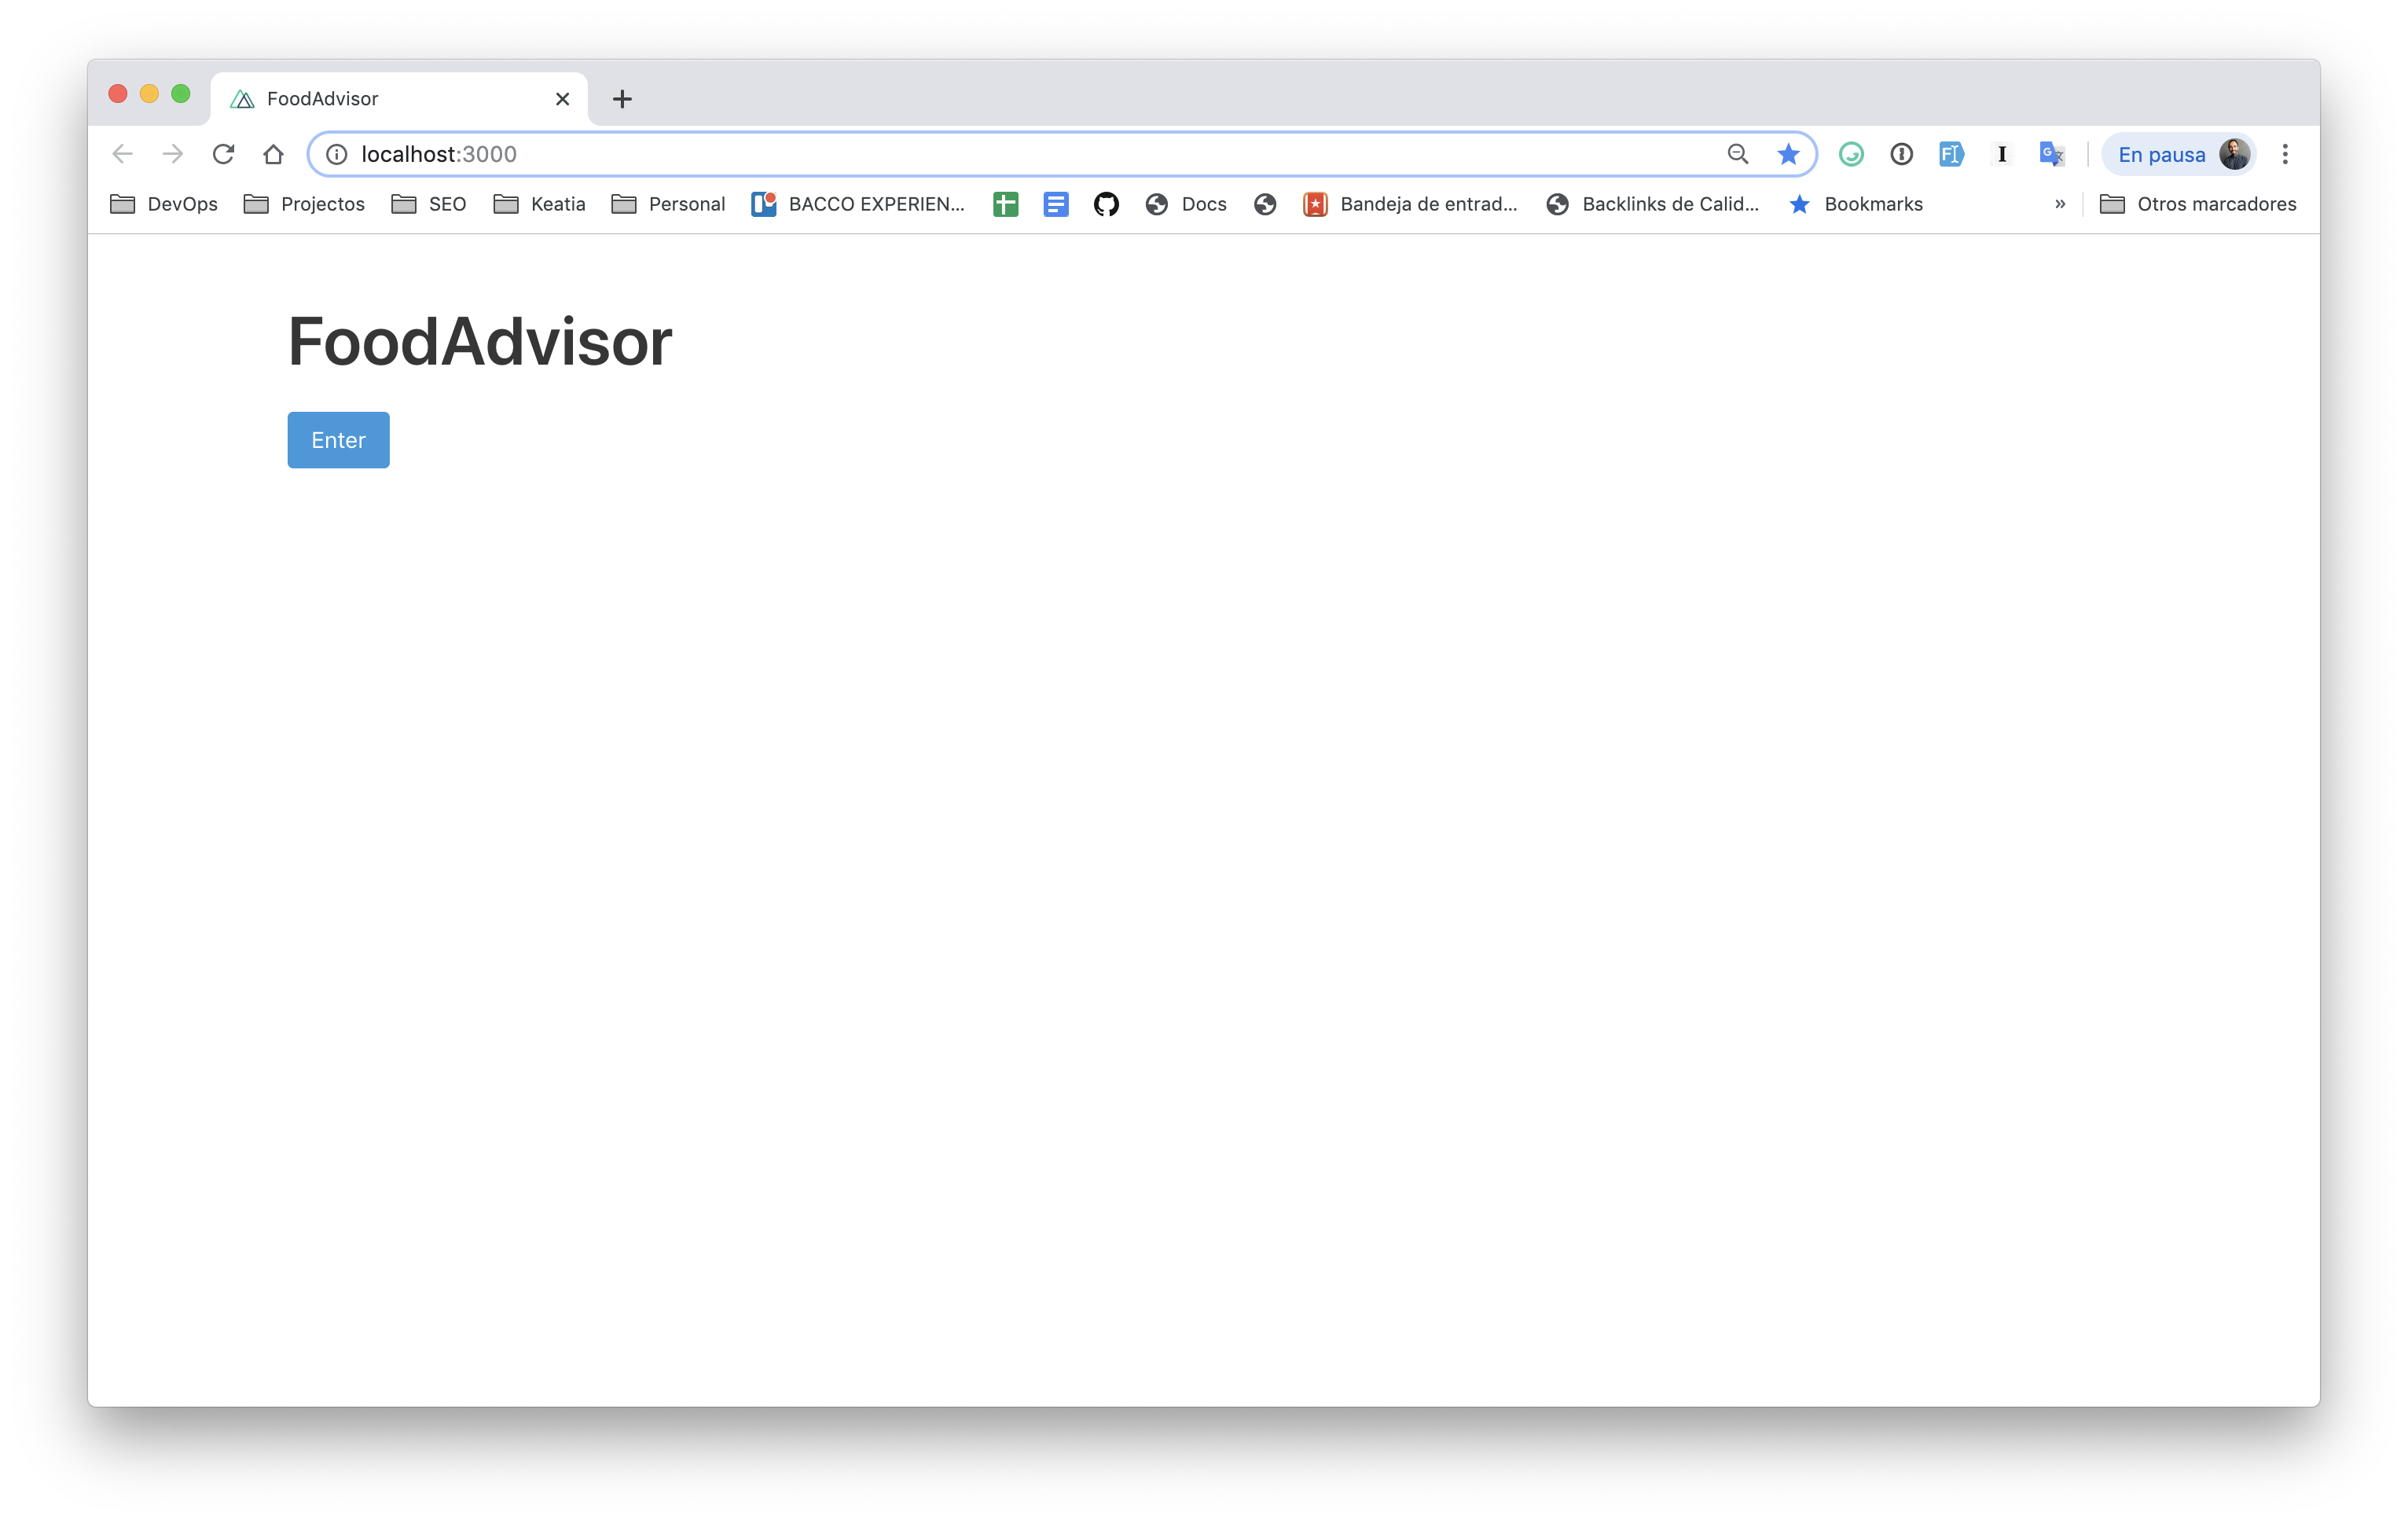 FoodAdvisor
localhost:3000
En pausa
DevOps Projectos SEO Keatia Personal BACCO EXPERIEN... Docs Bandeja de entrad... Backlinks de Calid... Bookmarks » Otros marcadores
FoodAdvisor
Enter